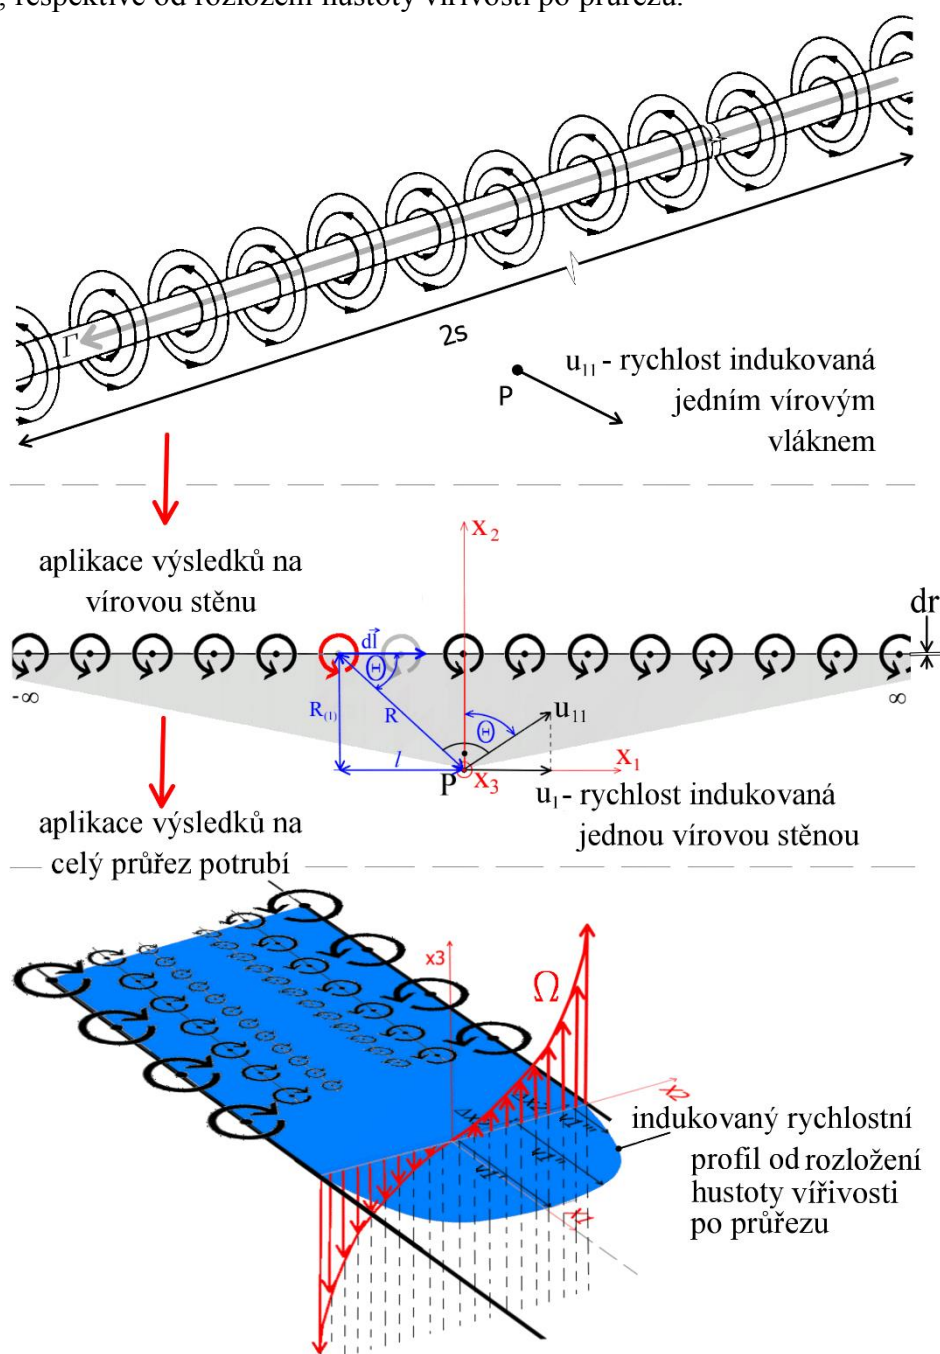 , respektive od rozložení hustoty vířivosti po průřezu.
Γ
2s
P
u₁₁ - rychlost indukovaná
jedním vírovým
vláknem
x₂
aplikace výsledků na
vírovou stěnu
dr
dl⃗
Θ
-∞
∞
R₍₁₎
R
Θ
u₁₁
l
P
x₃
x₁
u₁- rychlost indukovaná
jednou vírovou stěnou
aplikace výsledků na
celý průřez potrubí
x3
Ω
x2
indukovaný rychlostní
profil od rozložení
hustoty vířivosti
po průřezu
x1